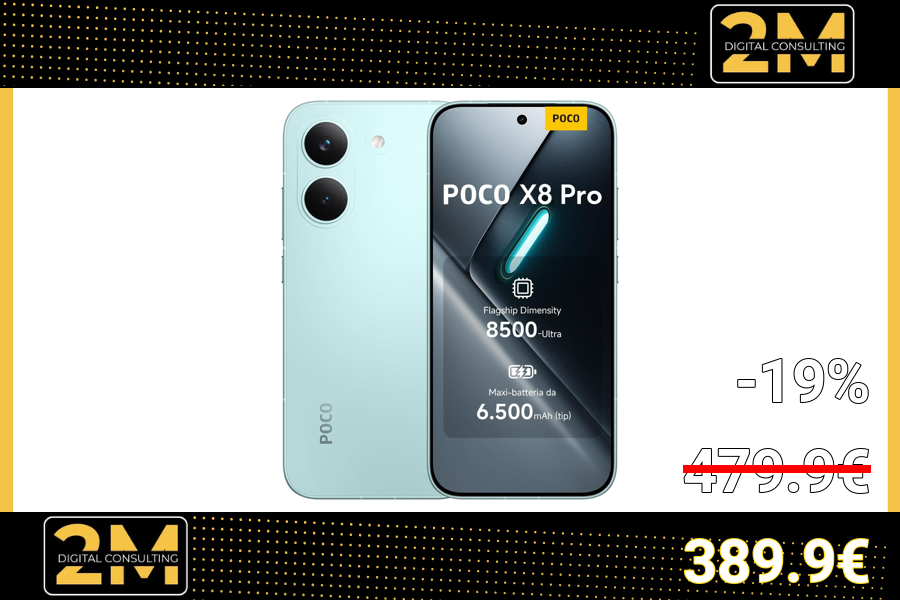 2M
DIGITAL CONSULTING
POCO
POCO X8 Pro
Flagship Dimensity
8500-Ultra
Maxi-batteria da
6.500mAh (tip)
POCO
-19%
479.9€
2M
DIGITAL CONSULTING
389.9€